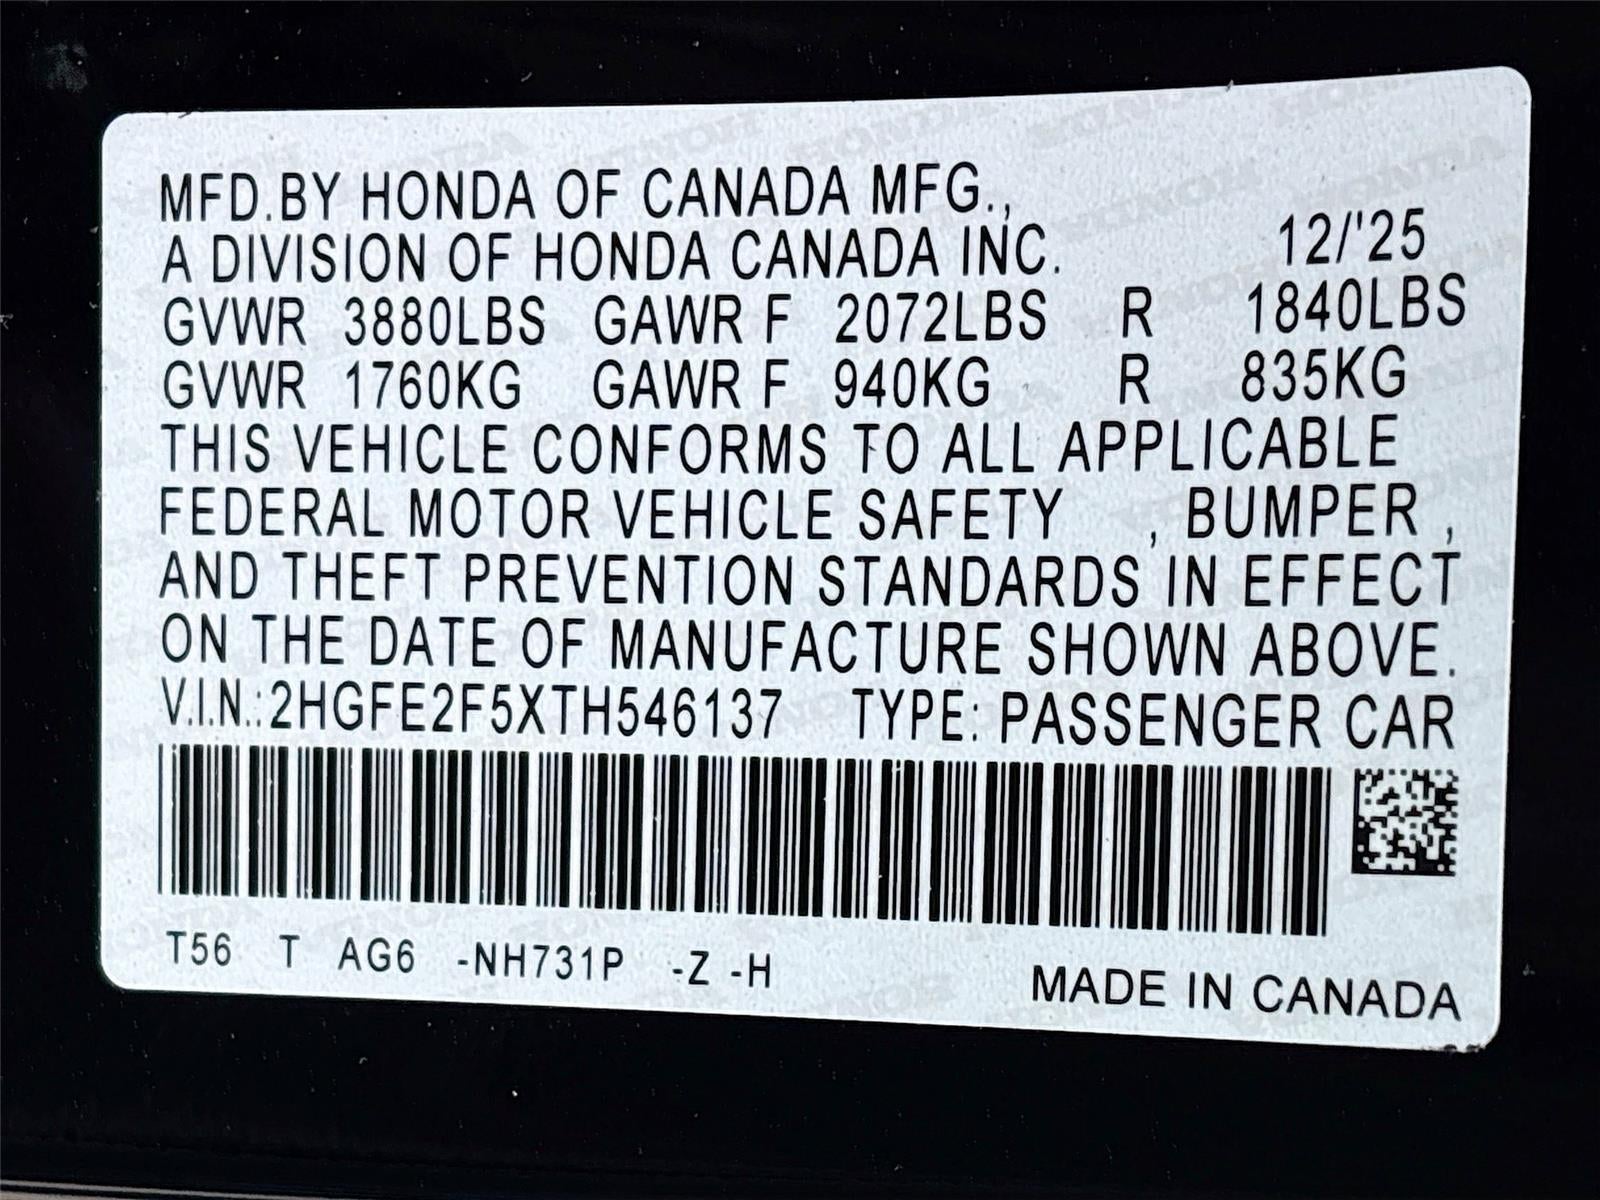 MFD.BY HONDA OF CANADA MFG.,
A DIVISION OF HONDA CANADA INC. 12/'25
GVWR 3880LBS GAWR F 2072LBS R 1840LBS
GVWR 1760KG GAWR F 940KG R 835KG
THIS VEHICLE CONFORMS TO ALL APPLICABLE
FEDERAL MOTOR VEHICLE SAFETY , BUMPER ,
AND THEFT PREVENTION STANDARDS IN EFFECT
ON THE DATE OF MANUFACTURE SHOWN ABOVE.
V.I.N.:2HGFE2F5XTH546137 TYPE: PASSENGER CAR
T56 T AG6 -NH731P -Z -H
MADE IN CANADA